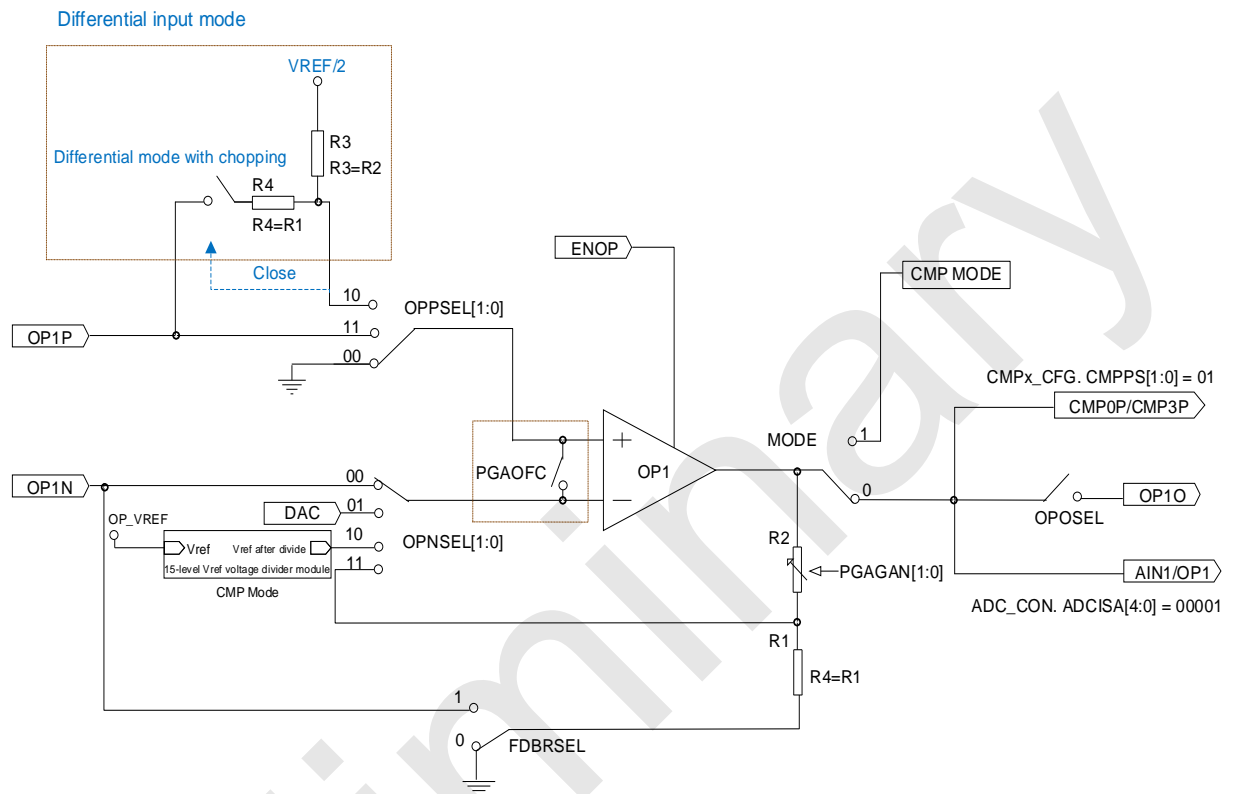 Differential input mode
VREF/2
R3
R3=R2
Differential mode with chopping
R4
R4=R1
Close
ENOP
CMP MODE
10
OPPSEL[1:0]
OP1P
11
00
CMPx_CFG. CMPPS[1:0] = 01
CMP0P/CMP3P
MODE
1
+
PGAOFC
OP1
−
0
OP1N
00
DAC
01
OP_VREF
10
OPNSEL[1:0]
Vref
Vref after divide
11
15-level Vref voltage divider module
CMP Mode
OPOSEL
OP1O
R2
PGAGAN[1:0]
AIN1/OP1
ADC_CON. ADCISA[4:0] = 00001
R1
R4=R1
1
0
FDBRSEL
minary